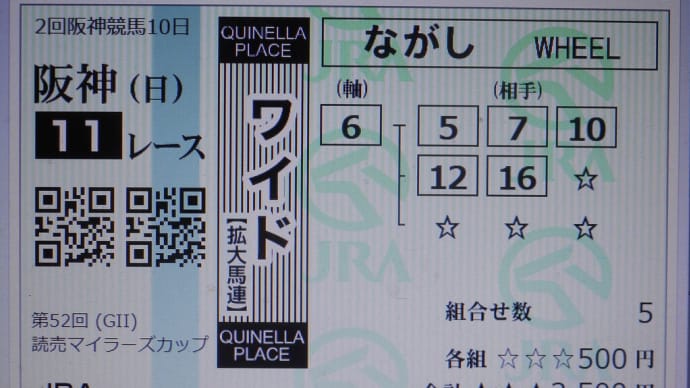 2回阪神競馬10日
阪神 (日)
11 レース
第52回 (GII)
読売マイラーズカップ
QUINELLA
PLACE
ワイド
【拡大馬連】
QUINELLA
PLACE
ながし WHEEL
(軸) (相手)
6 5 7 10
12 16 ☆
☆ ☆ ☆
組合せ数 5
各組 ☆☆☆500円
JRA